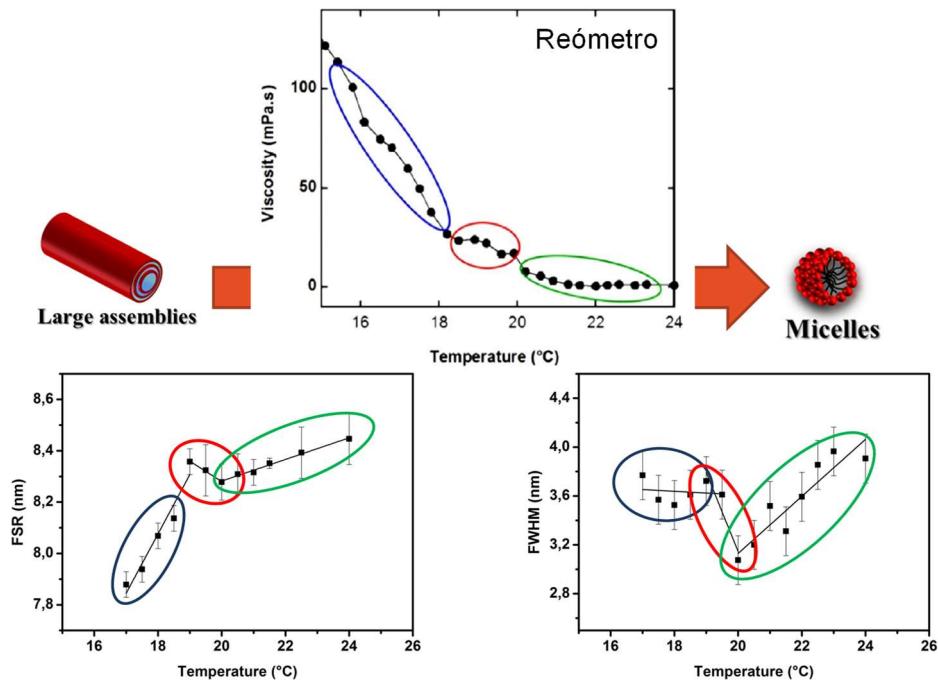 Reómetro
Viscosity (mPa.s)
100
50
0
16 18 20 22 24
Temperature (°C)
Large assemblies
Micelles
FSR (nm)
8,6
8,4
8,2
8,0
7,8
16 18 20 22 24 26
Temperature (°C)
FWHM (nm)
4,4
4,0
3,6
3,2
2,8
16 18 20 22 24 26
Temperature (°C)